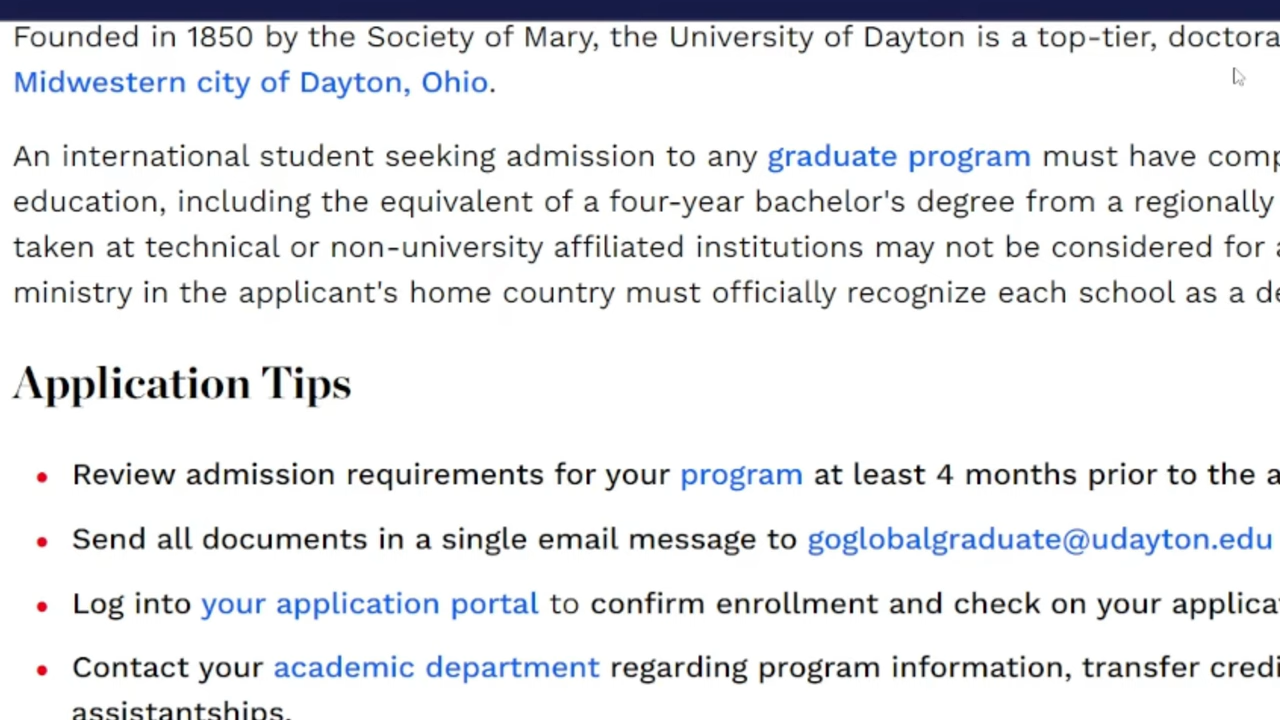 Founded in 1850 by the Society of Mary, the University of Dayton is a top-tier, doctora
Midwestern city of Dayton, Ohio.
An international student seeking admission to any graduate program must have comp
education, including the equivalent of a four-year bachelor's degree from a regionally
taken at technical or non-university affiliated institutions may not be considered for a
ministry in the applicant's home country must officially recognize each school as a de
Application Tips
Review admission requirements for your program at least 4 months prior to the a
Send all documents in a single email message to goglobalgraduate@udayton.edu
Log into your application portal to confirm enrollment and check on your applica
Contact your academic department regarding program information, transfer credi
assistantships.